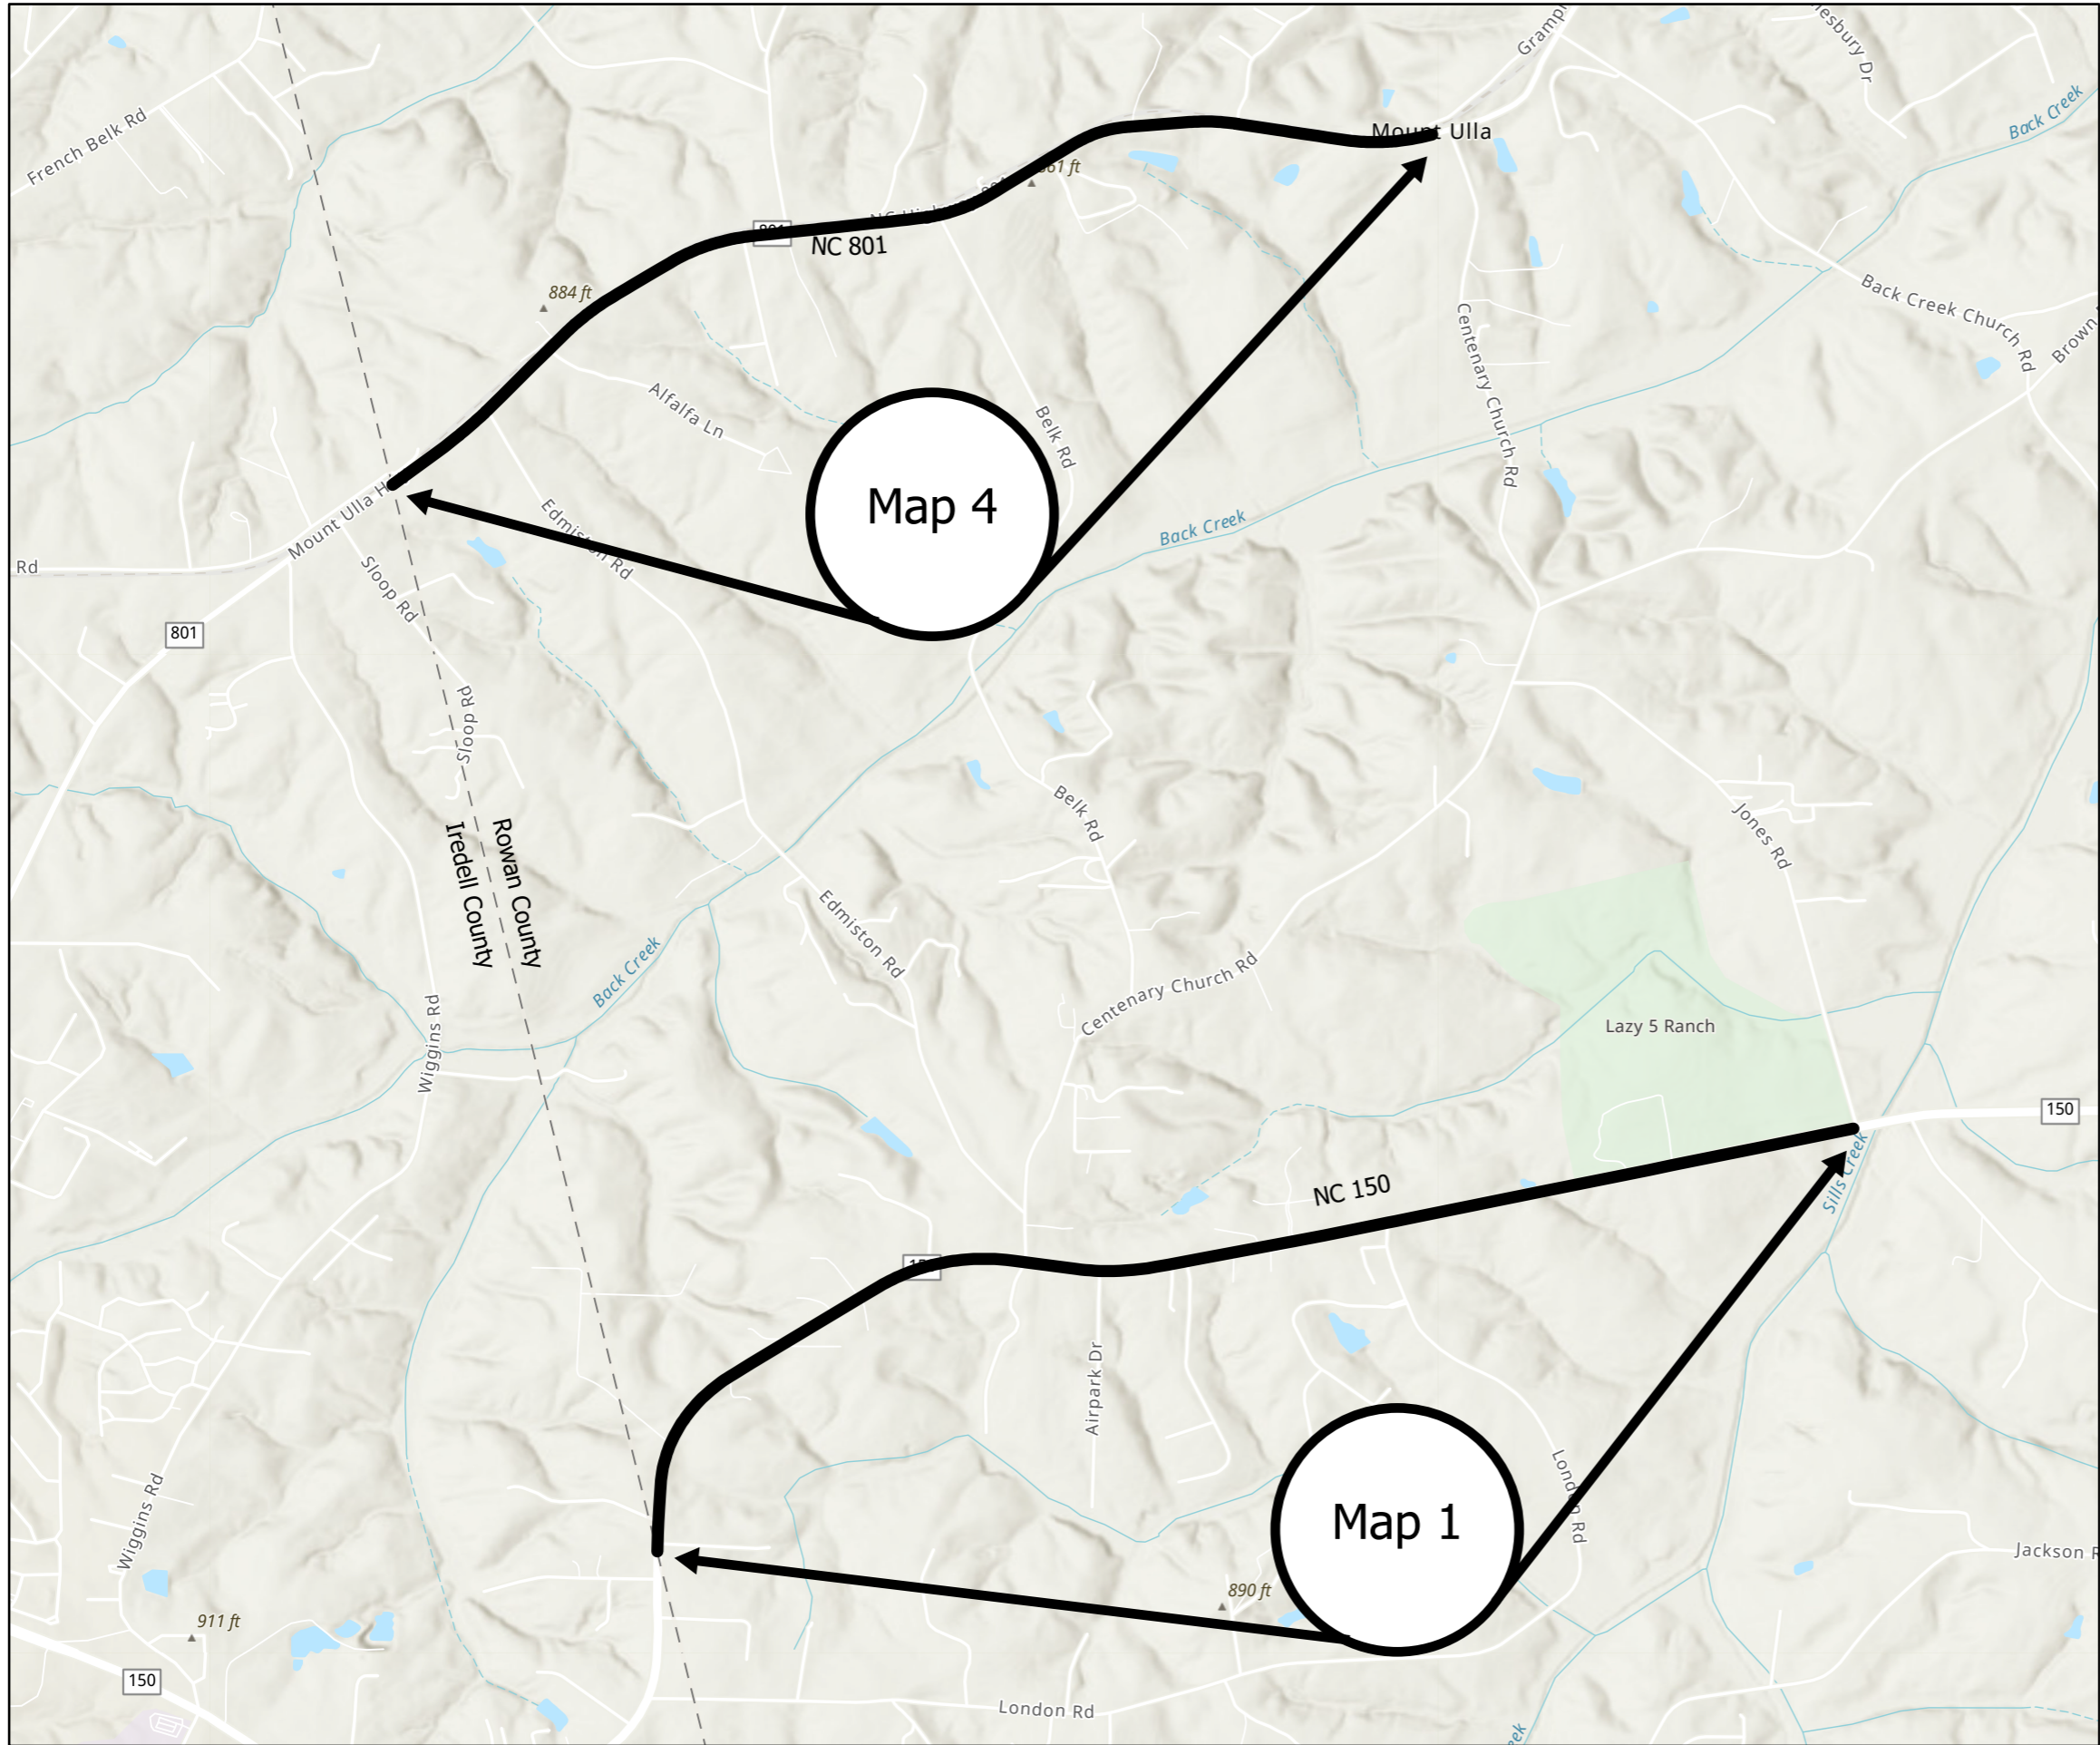 French Belk Rd
Mount Ulla
Back Creek
NC 801
884 ft
Back Creek Church Rd
Brown
Centenary Church Rd
Alfalfa Ln
Belk Rd
Map 4
Mount Ulla
Edmiston Rd
Back Creek
Rd
Sloop Rd
801
Sloop Rd
Belk Rd
Jones Rd
Rowan County
Iredell County
Edmiston Rd
Back Creek
Centenary Church Rd
Wiggins Rd
Lazy 5 Ranch
150
Sills Creek
NC 150
Airpark Dr
London Rd
Map 1
Wiggins Rd
Jackson
890 ft
911 ft
150
London Rd